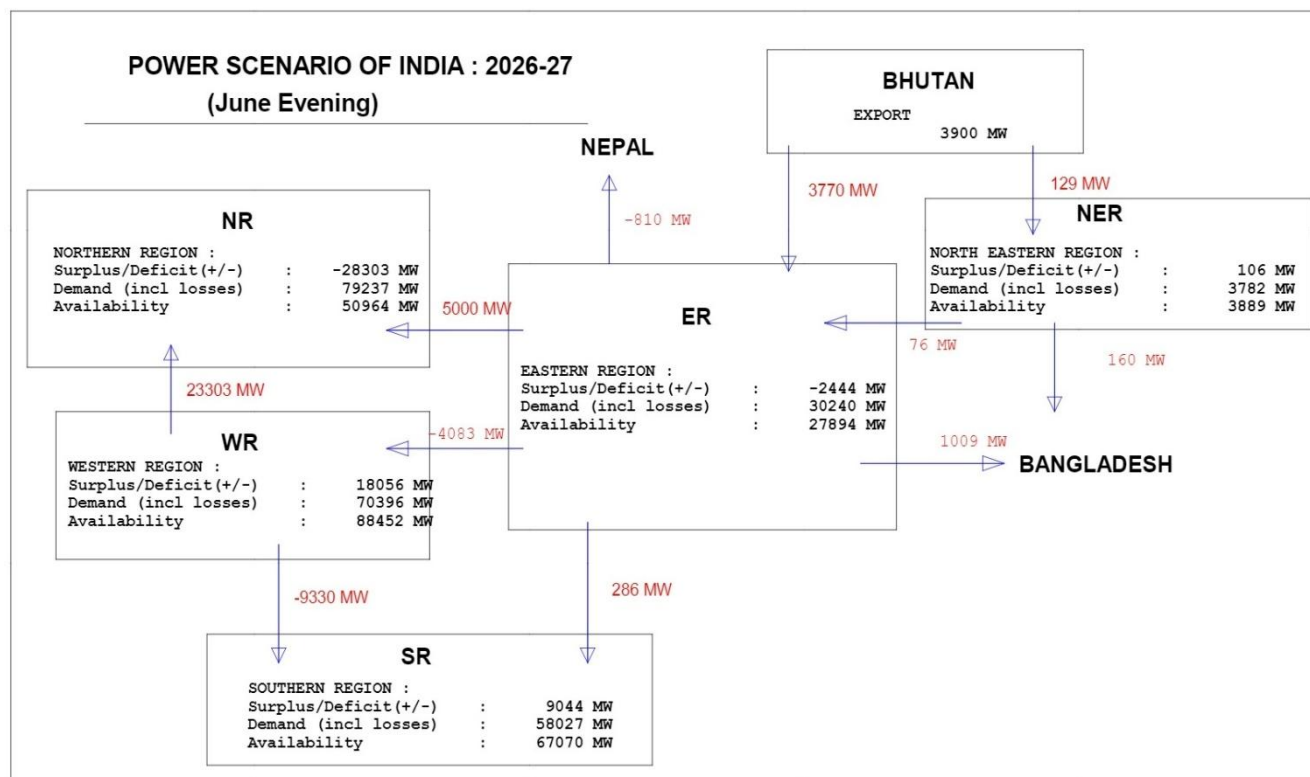 POWER SCENARIO OF INDIA : 2026-27
(June Evening)
BHUTAN
EXPORT
3900 MW
NEPAL
3770 MW
129 MW
-810 MW
NR
NORTHERN REGION :
Surplus/Deficit(+/-) : -28303 MW
Demand (incl losses) : 79237 MW
Availability : 50964 MW
NER
NORTH EASTERN REGION :
Surplus/Deficit(+/-) : 106 MW
Demand (incl losses) : 3782 MW
Availability : 3889 MW
5000 MW
ER
EASTERN REGION :
Surplus/Deficit(+/-) : -2444 MW
Demand (incl losses) : 30240 MW
Availability : 27894 MW
76 MW
160 MW
23303 MW
-4083 MW
1009 MW
BANGLADESH
WR
WESTERN REGION :
Surplus/Deficit(+/-) : 18056 MW
Demand (incl losses) : 70396 MW
Availability : 88452 MW
-9330 MW
286 MW
SR
SOUTHERN REGION :
Surplus/Deficit(+/-) : 9044 MW
Demand (incl losses) : 58027 MW
Availability : 67070 MW